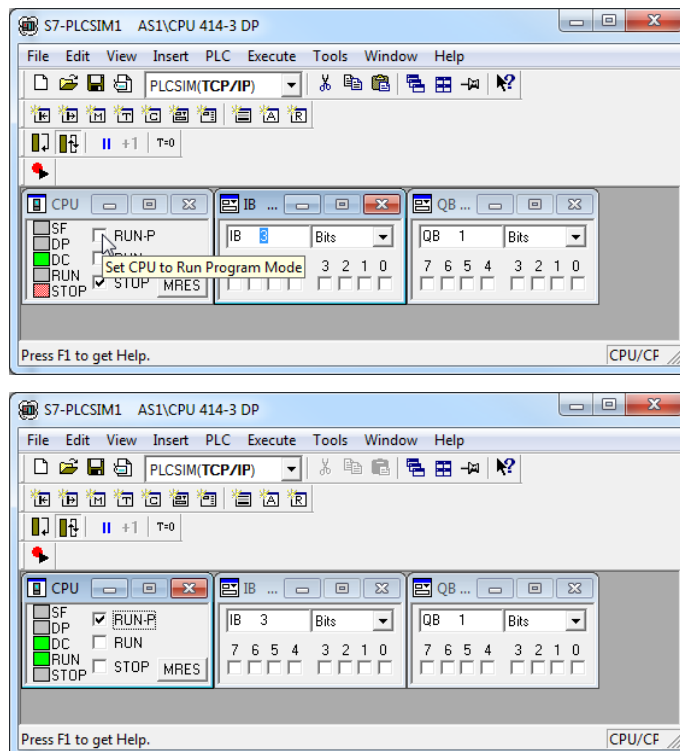 S7-PLCSIM1 AS1\CPU 414-3 DP
File Edit View Insert PLC Execute Tools Window Help
PLCSIM(TCP/IP)
+1 T=0
CPU IB ... QB ...
SF
DP
DC
RUN
STOP
RUN-P
STOP MRES
Set CPU to Run Program Mode
IB 3 Bits
3 2 1 0
QB 1 Bits
7 6 5 4 3 2 1 0
Press F1 to get Help. CPU/CP
S7-PLCSIM1 AS1\CPU 414-3 DP
File Edit View Insert PLC Execute Tools Window Help
PLCSIM(TCP/IP)
+1 T=0
CPU IB ... QB ...
SF
DP
DC
RUN
STOP
RUN-P
RUN
STOP MRES
IB 3 Bits
7 6 5 4 3 2 1 0
QB 1 Bits
7 6 5 4 3 2 1 0
Press F1 to get Help. CPU/CP